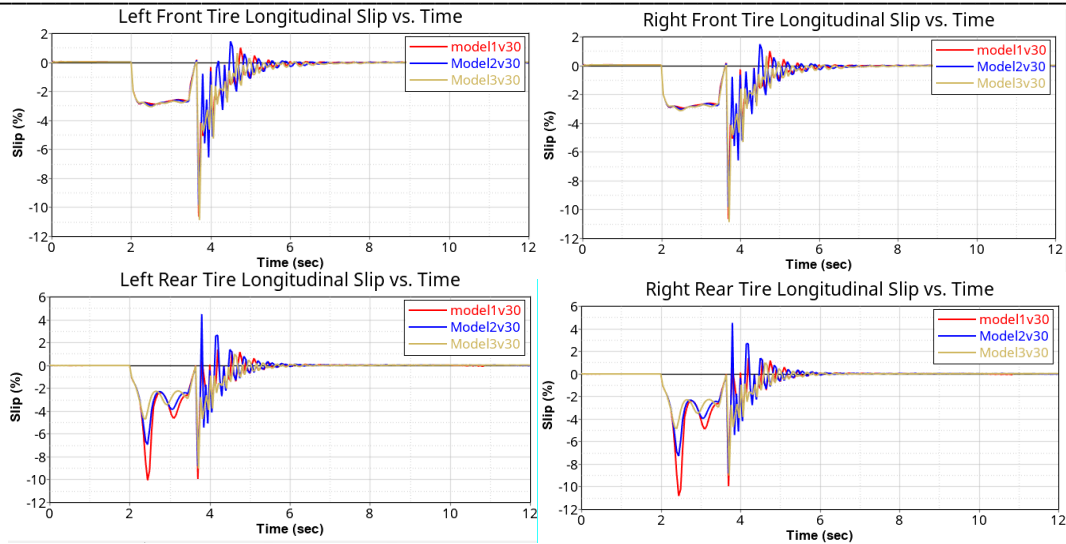 Left Front Tire Longitudinal Slip vs. Time
2
0
-2
-4
-6
-8
-10
-12
Slip (%)
model1v30
Model2v30
Model3v30
0 2 4 6 8 10 12
Time (sec)
Right Front Tire Longitudinal Slip vs. Time
2
0
-2
-4
-6
-8
-10
-12
Slip (%)
model1v30
Model2v30
Model3v30
0 2 4 6 8 10 12
Time (sec)
Left Rear Tire Longitudinal Slip vs. Time
6
4
2
0
-2
-4
-6
-8
-10
-12
Slip (%)
model1v30
Model2v30
Model3v30
0 2 4 6 8 10 12
Time (sec)
Right Rear Tire Longitudinal Slip vs. Time
6
4
2
0
-2
-4
-6
-8
-10
-12
Slip (%)
model1v30
Model2v30
Model3v30
0 2 4 6 8 10 12
Time (sec)